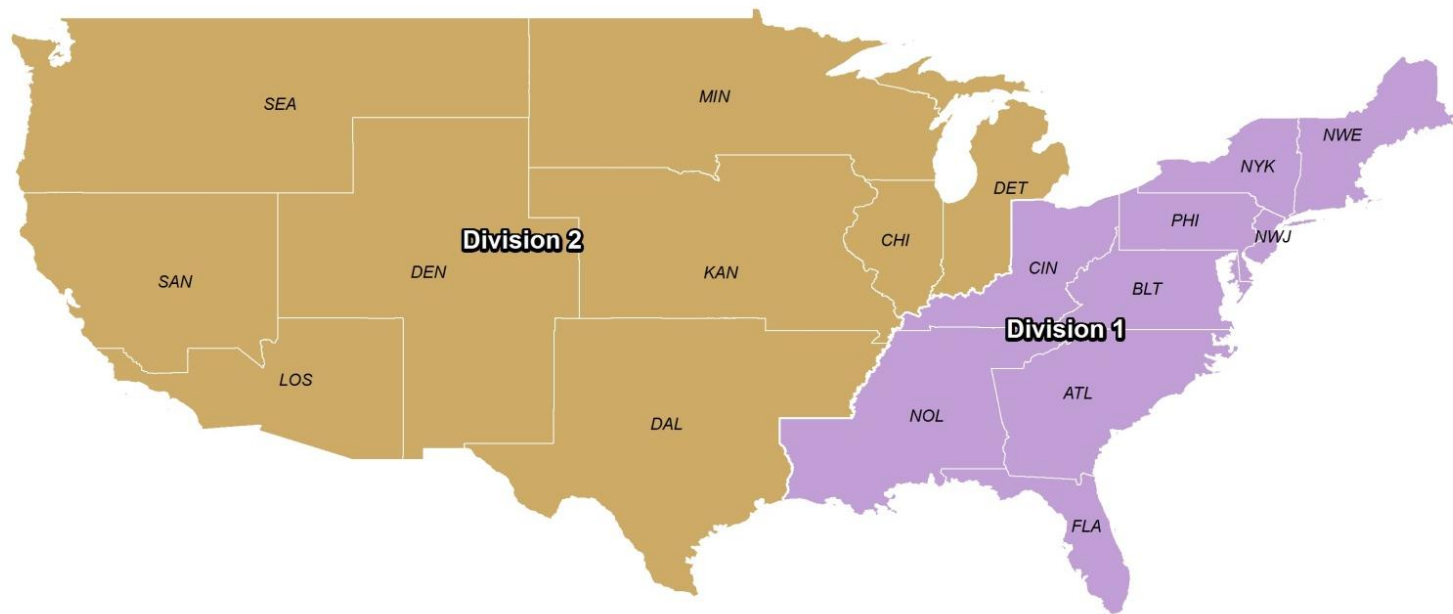 SEA
MIN
NWE
NYK
DET
PHI
NWJ
Division 2
CHI
CIN
DEN
KAN
SAN
BLT
Division 1
LOS
ATL
NOL
DAL
FLA